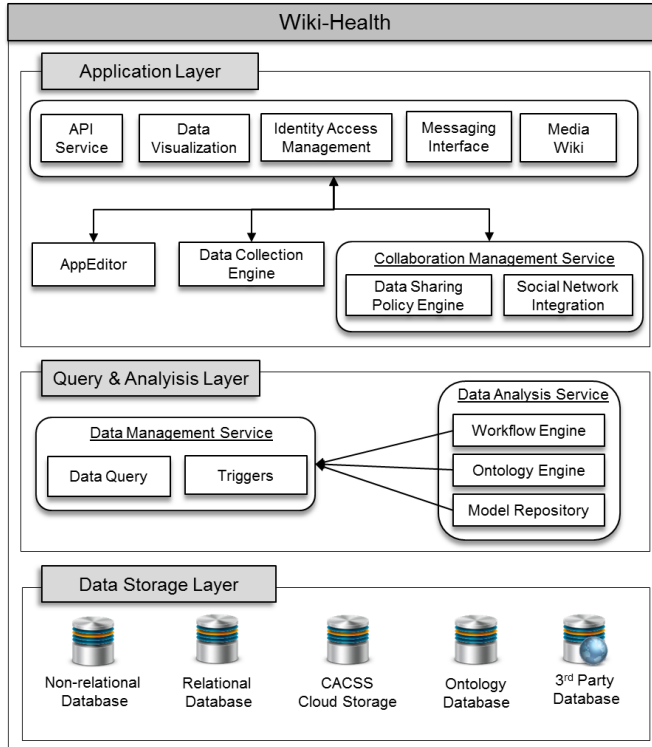 Wiki-Health
Application Layer
API
Service
Data
Visualization
Identity Access
Management
Messaging
Interface
Media
Wiki
AppEditor
Data Collection
Engine
Collaboration Management Service
Data Sharing
Policy Engine
Social Network
Integration
Query & Analyisis Layer
Data Management Service
Data Query
Triggers
Data Analysis Service
Workflow Engine
Ontology Engine
Model Repository
Data Storage Layer
Non-relational
Database
Relational
Database
CACSS
Cloud Storage
Ontology
Database
3rd Party
Database